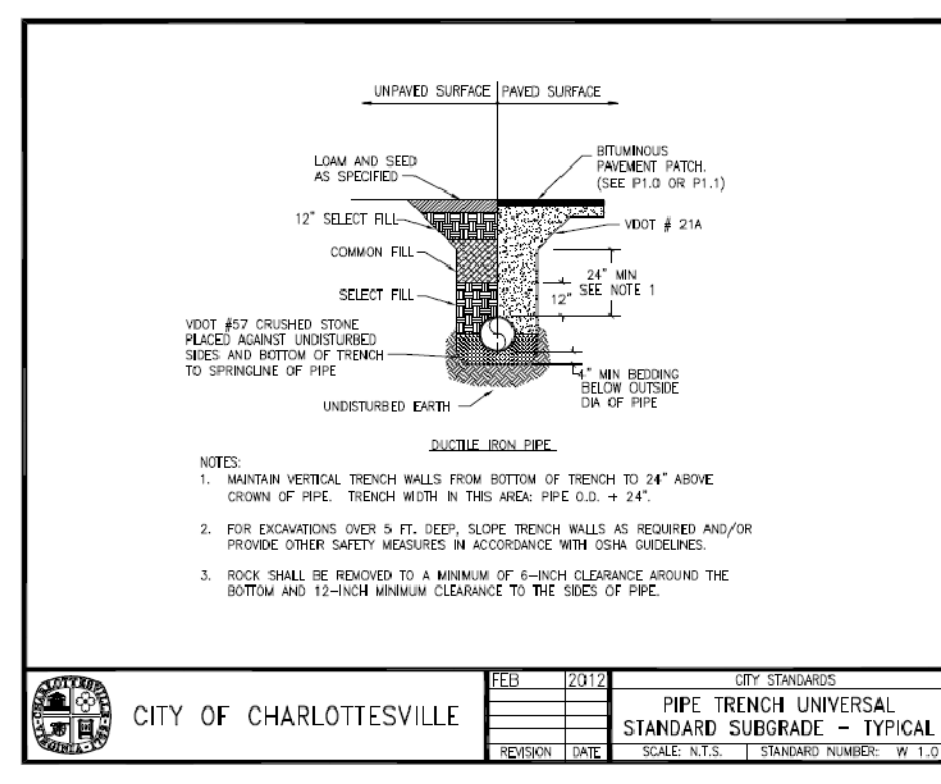 UNPAVED SURFACE PAVED SURFACE
LOAM AND SEED
AS SPECIFIED
BITUMINOUS
PAVEMENT PATCH.
(SEE P1.0 OR P1.1)
12" SELECT FILL
VDOT # 21A
COMMON FILL
24" MIN
SEE NOTE 1
12"
SELECT FILL
VDOT #57 CRUSHED STONE
PLACED AGAINST UNDISTURBED
SIDES AND BOTTOM OF TRENCH
TO SPRINGLINE OF PIPE
4" MIN BEDDING
BELOW OUTSIDE
DIA OF PIPE
UNDISTURBED EARTH
DUCTILE IRON PIPE
NOTES:
1. MAINTAIN VERTICAL TRENCH WALLS FROM BOTTOM OF TRENCH TO 24" ABOVE
CROWN OF PIPE. TRENCH WIDTH IN THIS AREA: PIPE O.D. + 24".
2. FOR EXCAVATIONS OVER 5 FT. DEEP, SLOPE TRENCH WALLS AS REQUIRED AND/OR
PROVIDE OTHER SAFETY MEASURES IN ACCORDANCE WITH OSHA GUIDELINES.
3. ROCK SHALL BE REMOVED TO A MINIMUM OF 6-INCH CLEARANCE AROUND THE
BOTTOM AND 12-INCH MINIMUM CLEARANCE TO THE SIDES OF PIPE.
CITY OF CHARLOTTESVILLE
FEB 2012
REVISION DATE
CITY STANDARDS
PIPE TRENCH UNIVERSAL
STANDARD SUBGRADE - TYPICAL
SCALE: N.T.S. STANDARD NUMBER: W 1.0